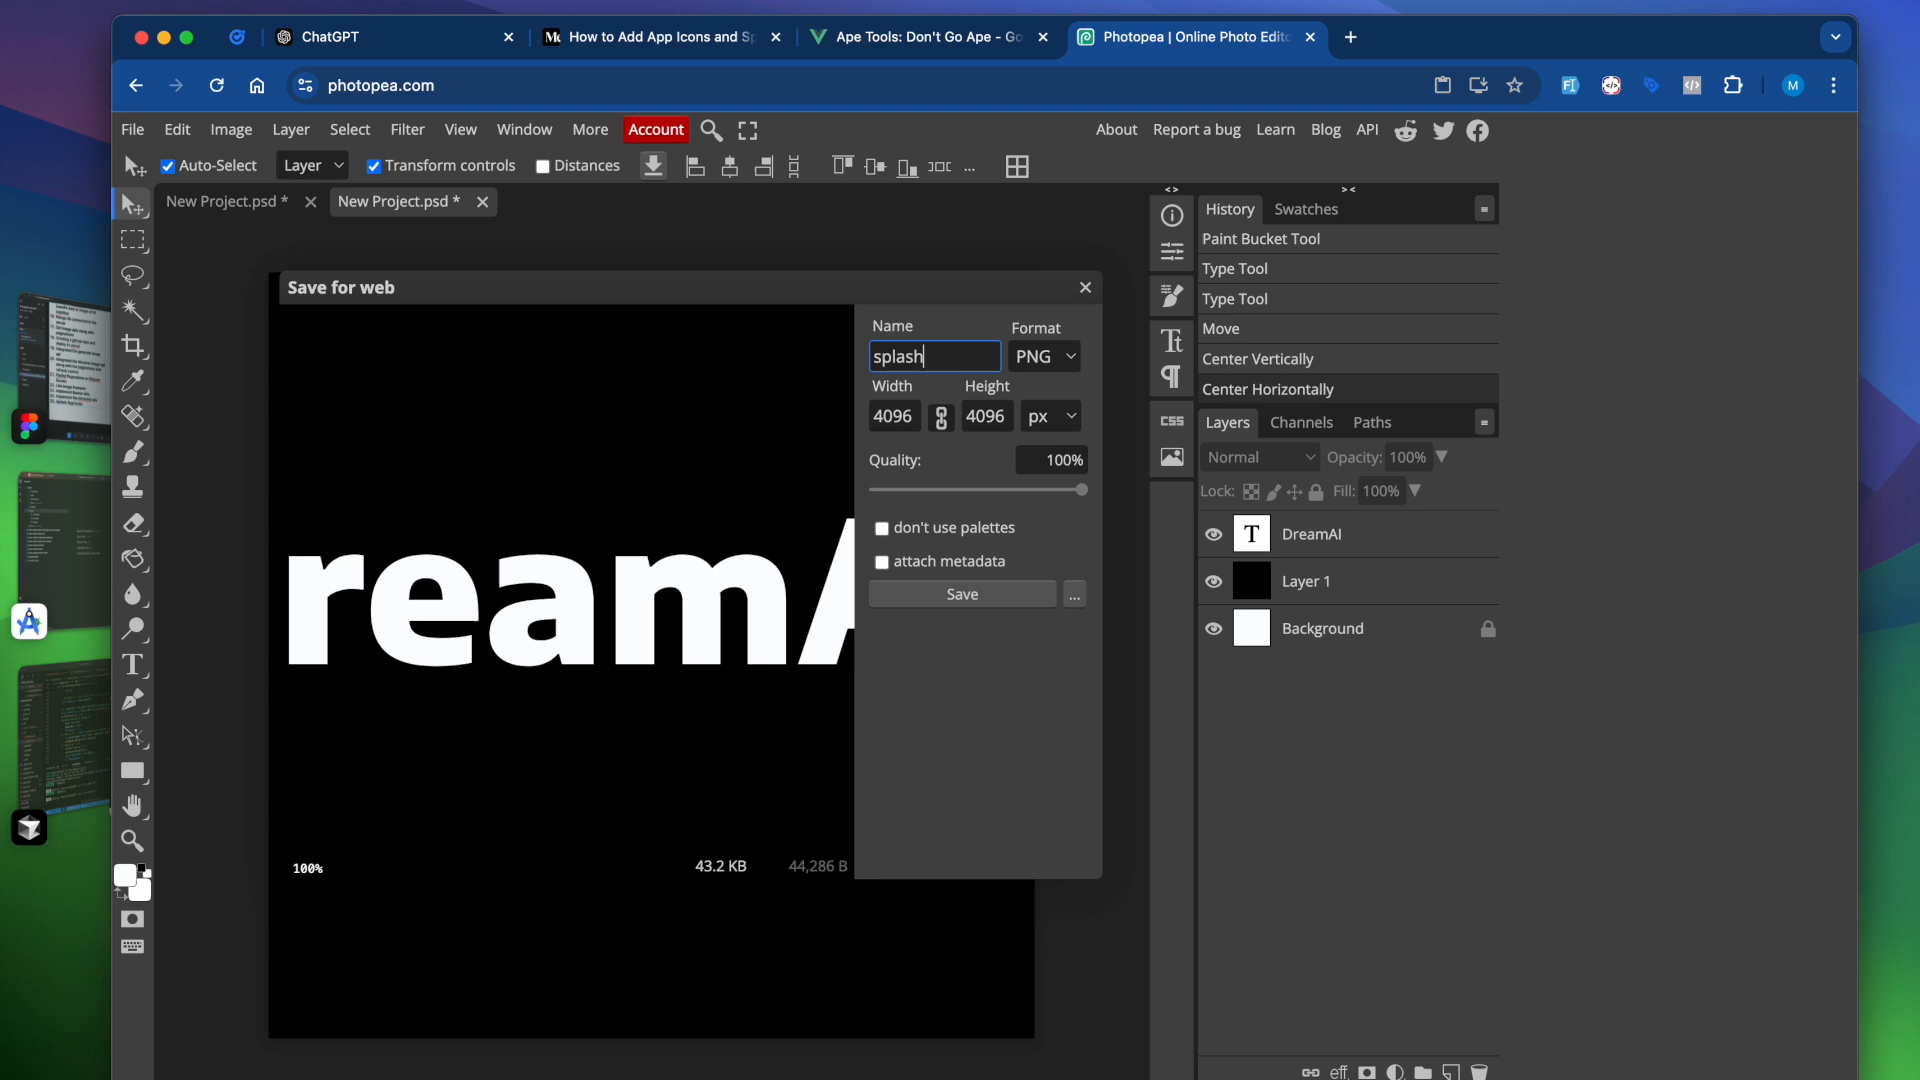 ChatGPT
How to Add App Icons and Sp
Ape Tools: Don't Go Ape - Go
Photopea | Online Photo Edito
photopea.com
M
File Edit Image Layer Select Filter View Window More Account
About Report a bug Learn Blog API
Auto-Select Layer Transform controls Distances
...
New Project.psd *
New Project.psd *
History Swatches
Paint Bucket Tool
Type Tool
Type Tool
Move
Center Vertically
Center Horizontally
Layers Channels Paths
Normal Opacity: 100%
Lock: Fill: 100%
DreamAI
Layer 1
Background
CSS
eff
Save for web
Name Format
splash PNG
Width Height
4096 4096 px
Quality: 100%
don't use palettes
attach metadata
Save ...
reamA
100% 43.2 KB 44,286 B